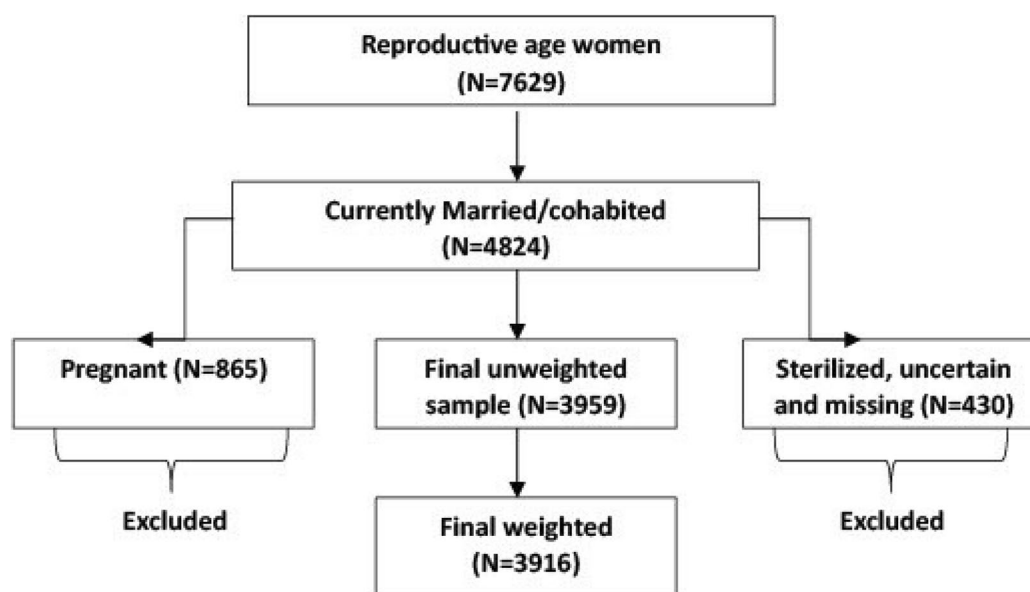 Reproductive age women
(N=7629)
Currently Married/cohabited
(N=4824)
Pregnant (N=865)
Final unweighted
sample (N=3959)
Sterilized, uncertain
and missing (N=430)
Excluded
Excluded
Final weighted
(N=3916)